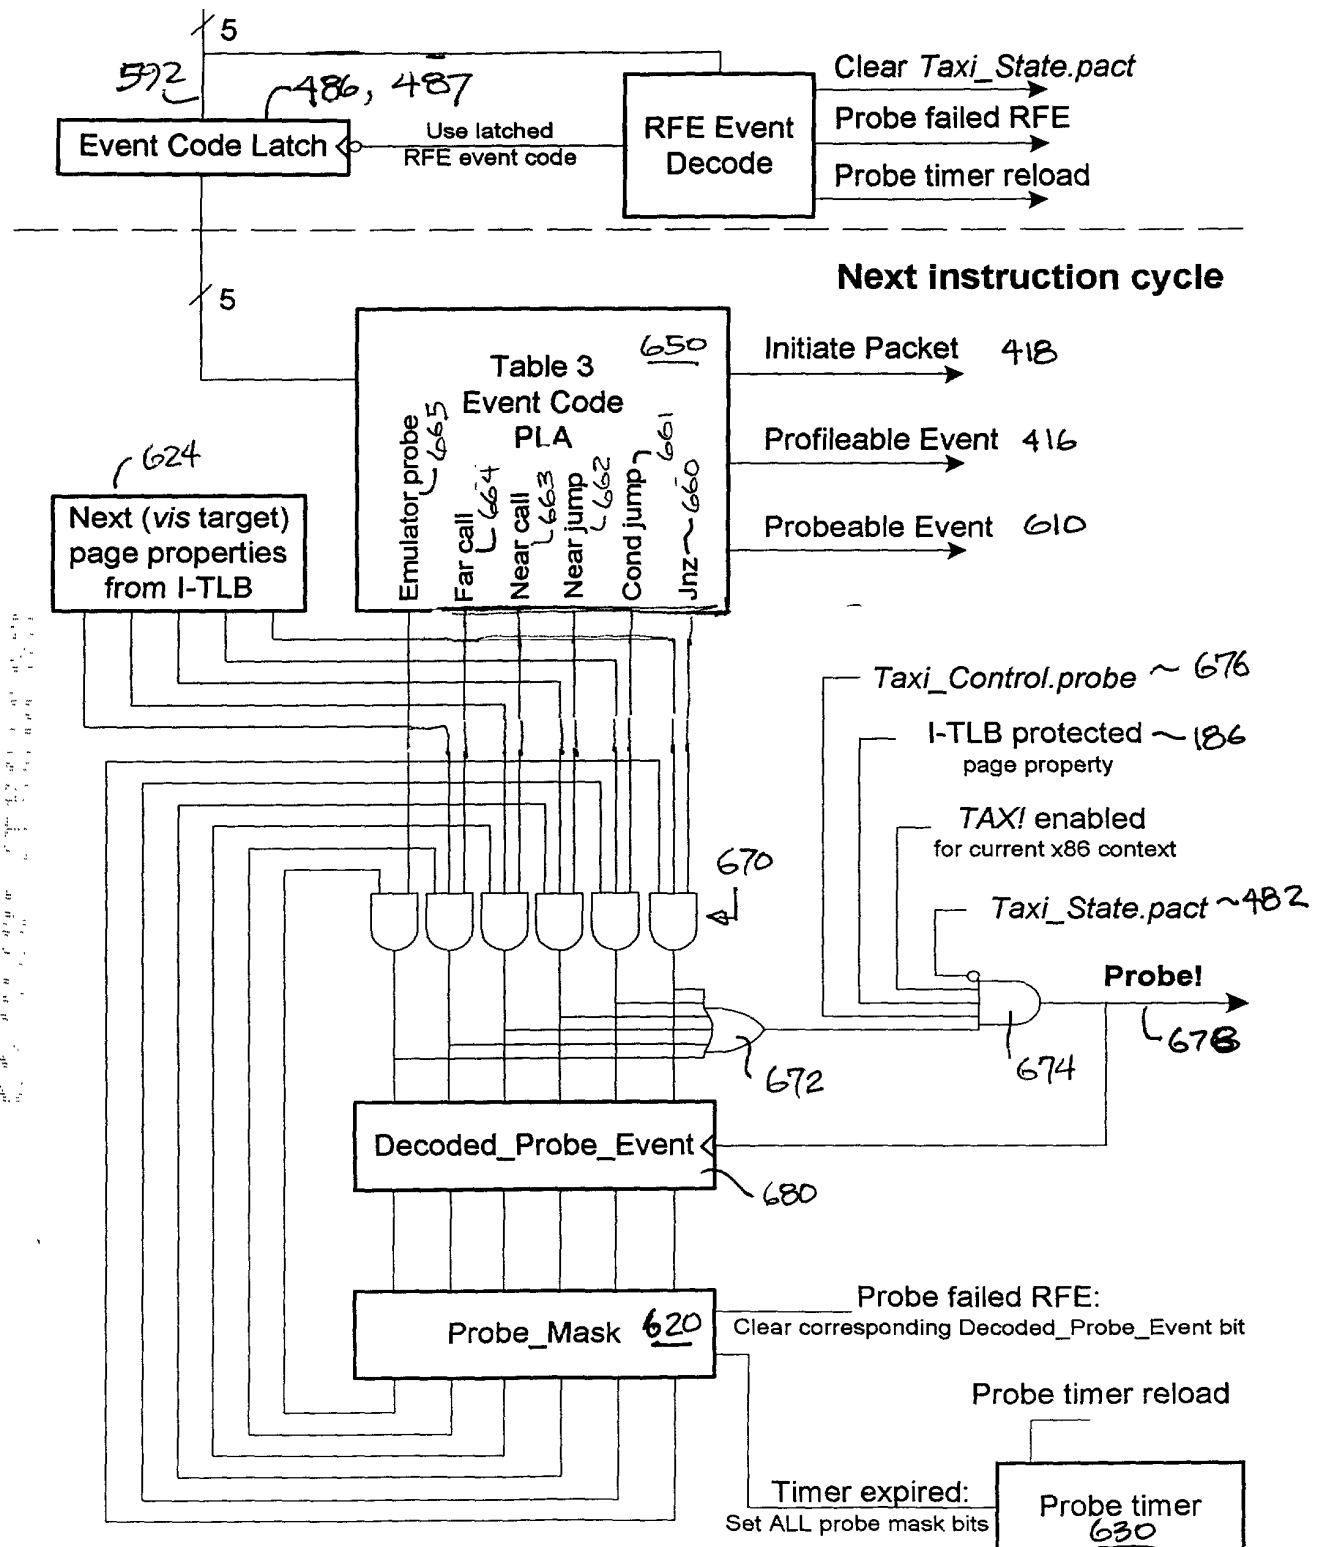 5
592
486, 487
Event Code Latch
Use latched
RFE event code
RFE Event
Decode
Clear Taxi_State.pact
Probe failed RFE
Probe timer reload
Next instruction cycle
5
650
Table 3
Event Code
PLA
Emulator probe 665
Far call 664
Near call 663
Near jump 662
Cond jump 661
Jnz 660
Initiate Packet 418
Profileable Event 416
Probeable Event 610
624
Next (vis target)
page properties
from I-TLB
Taxi_Control.probe 676
I-TLB protected 186
page property
TAX! enabled
for current x86 context
Taxi_State.pact 482
670
Probe!
678
674
672
Decoded_Probe_Event
680
Probe_Mask 620
Probe failed RFE:
Clear corresponding Decoded_Probe_Event bit
Probe timer reload
Timer expired:
Set ALL probe mask bits
Probe timer
630